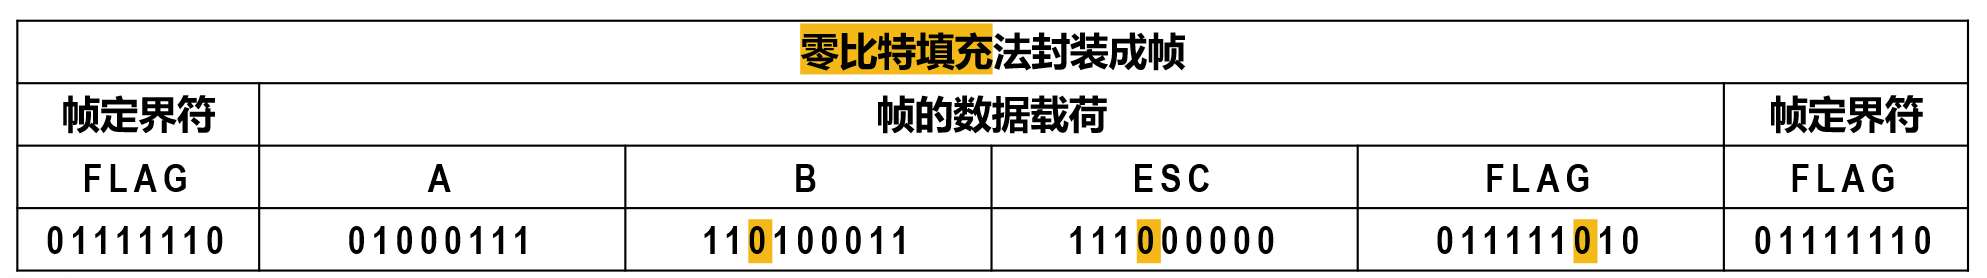 零比特填充法封装成帧
帧定界符 帧的数据载荷 帧定界符
FLAG A B ESC FLAG FLAG
01111110 01000111 110100011 111000000 011111010 01111110